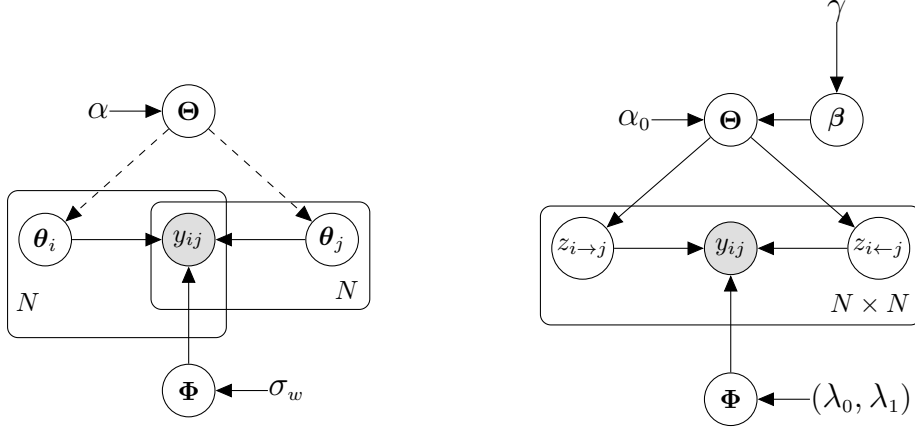 γ
α Θ
α₀ Θ β
θᵢ yᵢⱼ θⱼ
N N
z_{i→j} yᵢⱼ z_{i←j}
N × N
Φ σ_w
Φ (λ₀, λ₁)